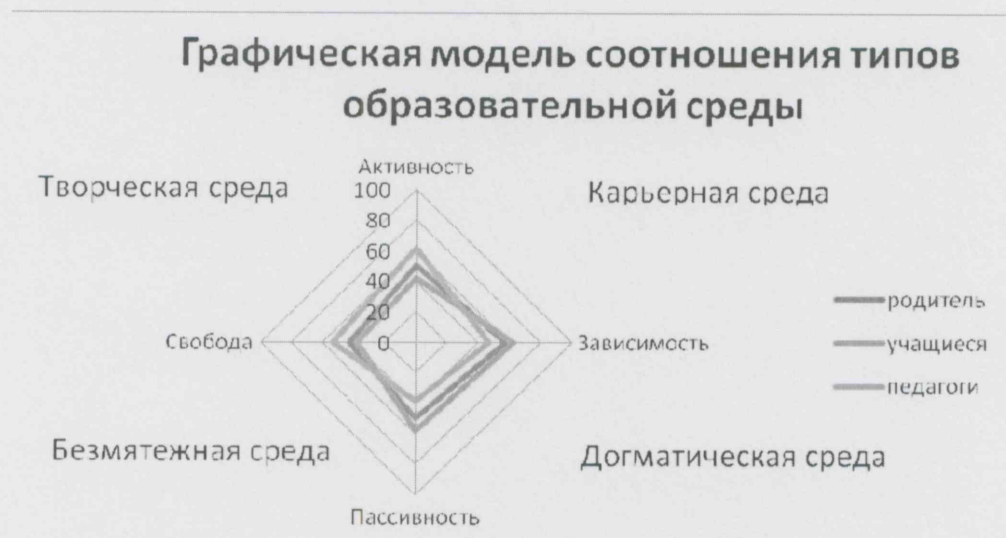 Графическая модель соотношения типов
образовательной среды
Активность
Творческая среда
Карьерная среда
100
80
60
40
20
0
Свобода
Зависимость
родитель
учащиеся
педагоги
Безмятежная среда
Догматическая среда
Пассивность